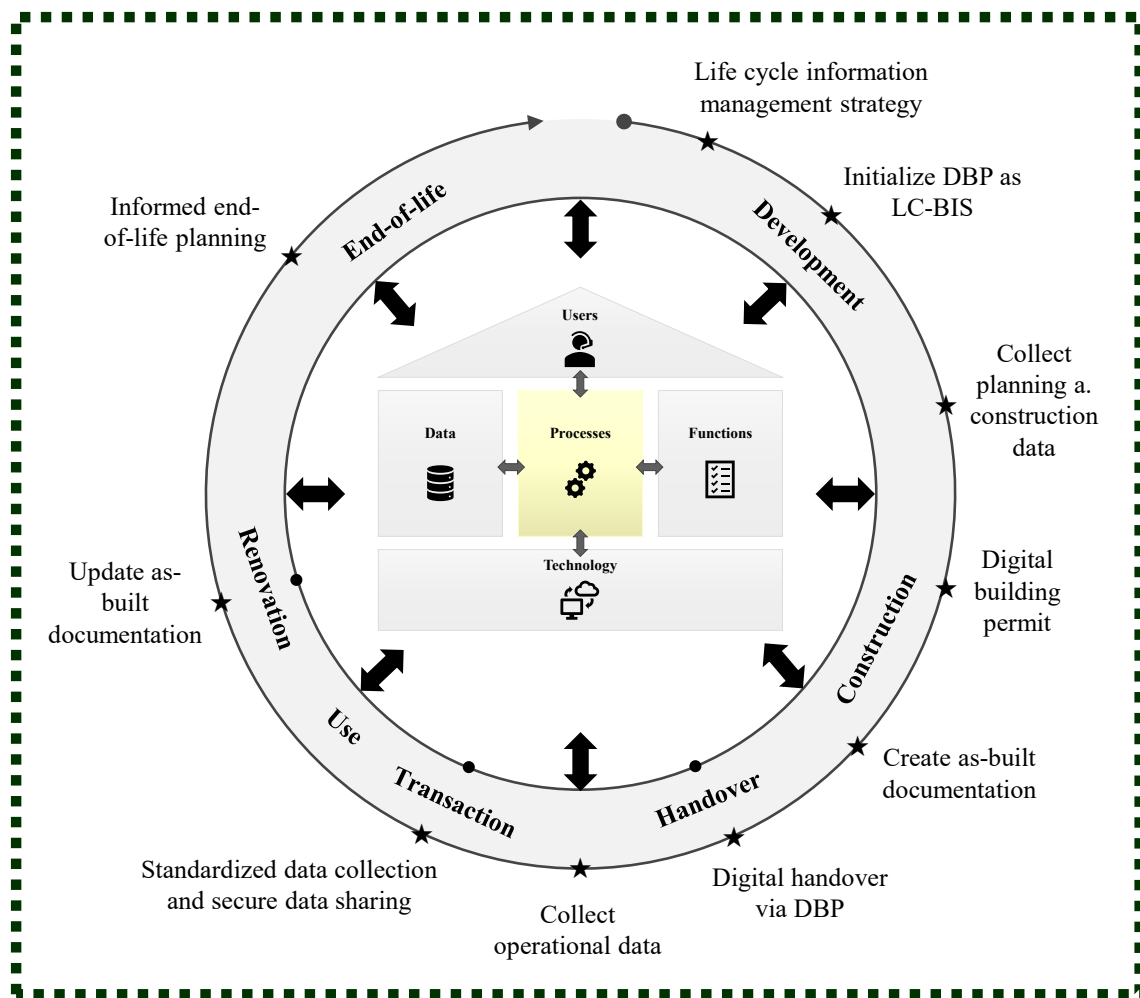 Life cycle information
management strategy
Initialize DBP as
LC-BIS
Collect
planning a.
construction
data
Digital
building
permit
Create as-built
documentation
Digital handover
via DBP
Collect
operational data
Standardized data collection
and secure data sharing
Update as-
built
documentation
Informed end-
of-life planning
Development
Construction
Handover
Transaction
Use
Renovation
End-of-life
Users
Data
Processes
Functions
Technology